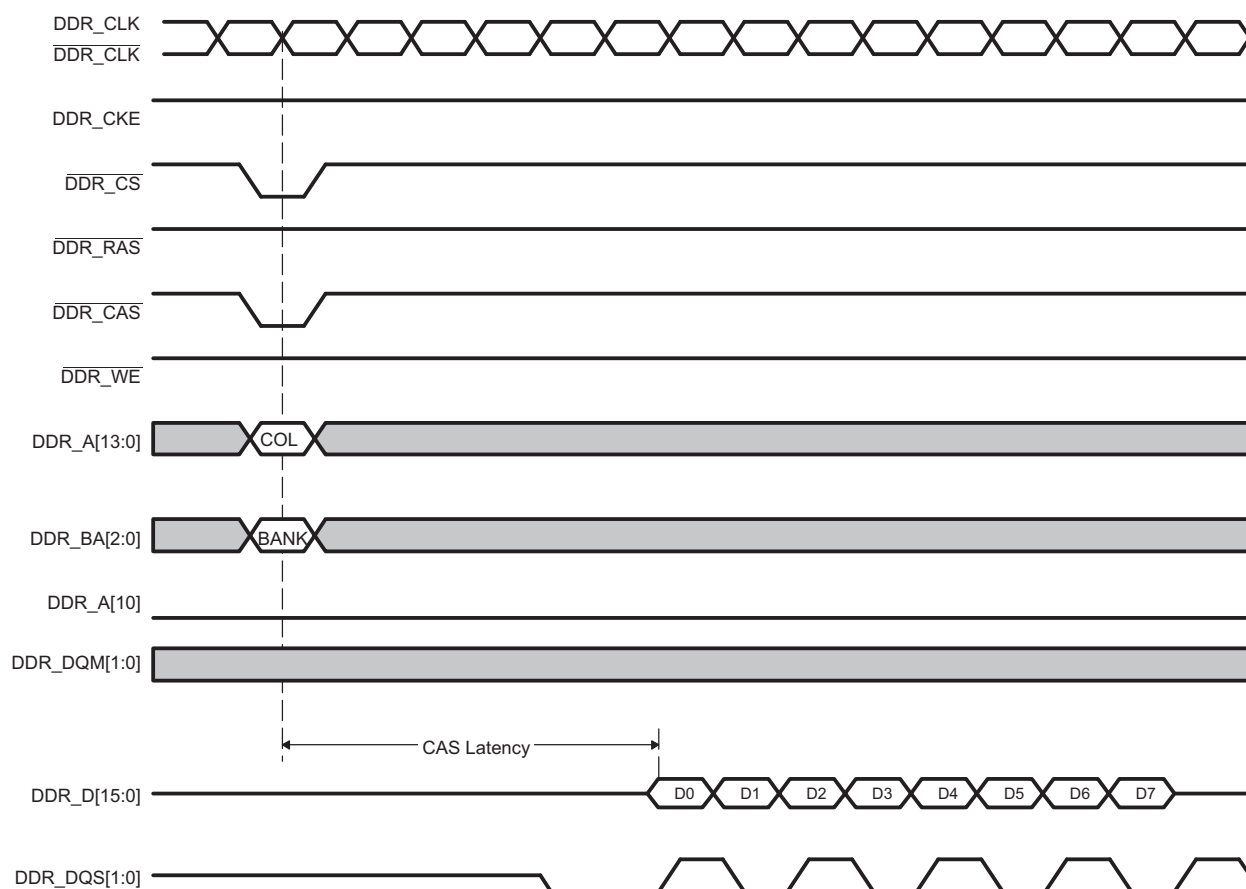 DDR_CLK
DDR_CLK
DDR_CKE
DDR_CS
DDR_RAS
DDR_CAS
DDR_WE
DDR_A[13:0]
COL
DDR_BA[2:0]
BANK
DDR_A[10]
DDR_DQM[1:0]
CAS Latency
DDR_D[15:0]
D0 D1 D2 D3 D4 D5 D6 D7
DDR_DQS[1:0]